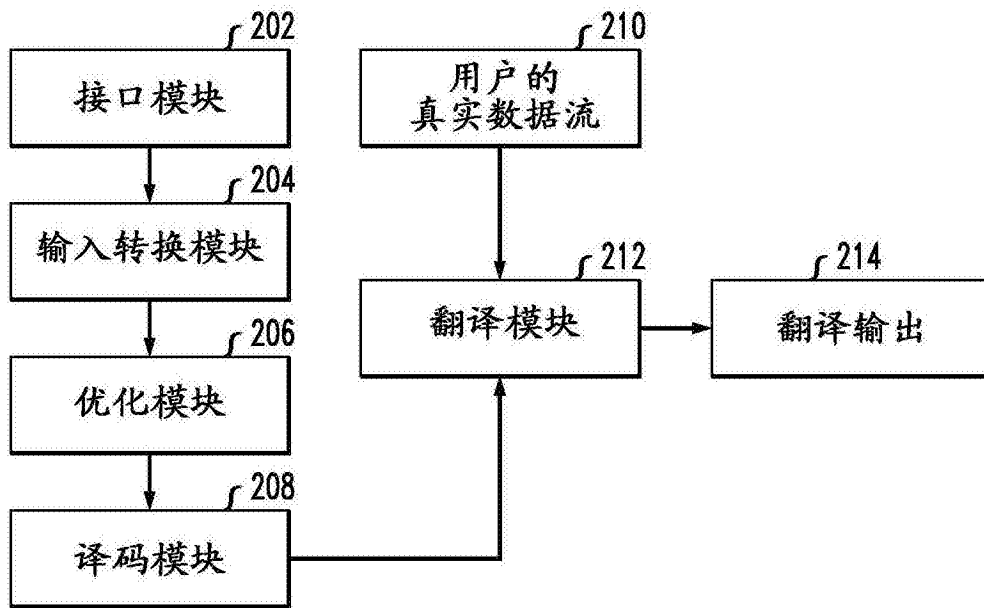 202
接口模块
204
输入转换模块
206
优化模块
208
译码模块
210
用户的
真实数据流
212
翻译模块
214
翻译输出